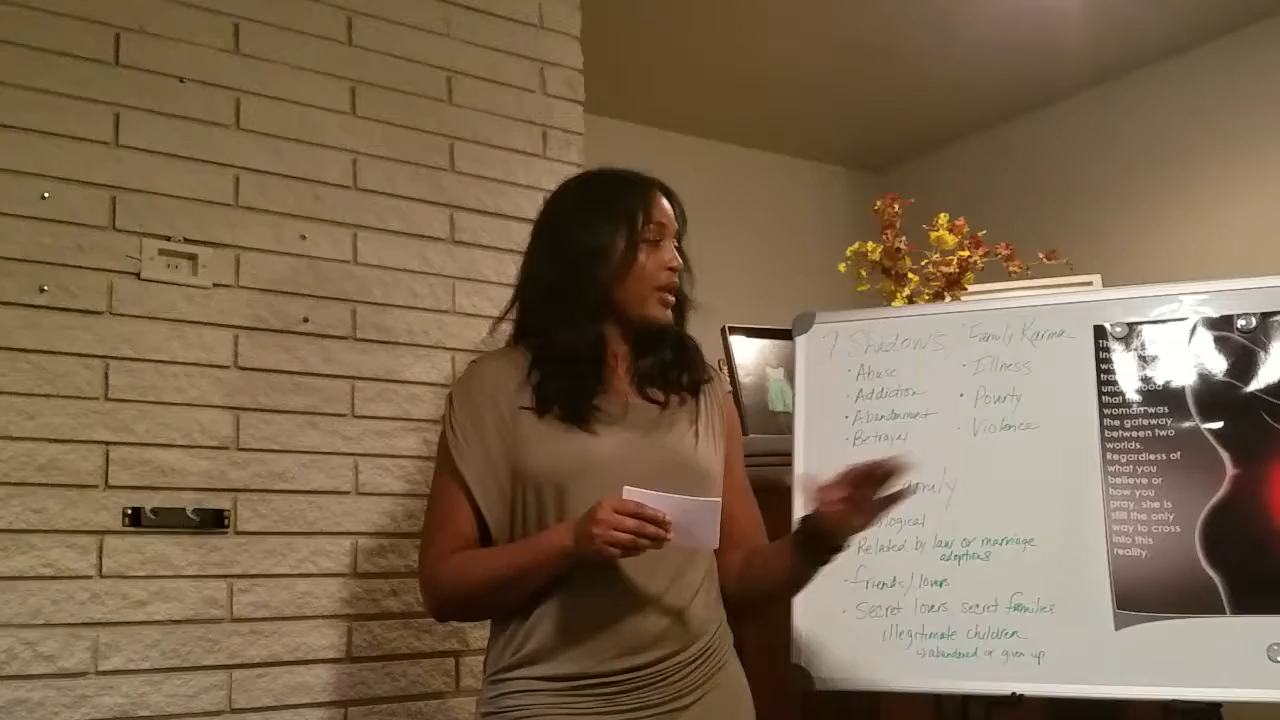 7 Shadows "Family Karma
· Abuse
· Addiction
· Abandonment
· Betrayal
· Illness
· Poverty
· Violence
Related by law or marriage
adoptions
· friends/lovers
· Secret lovers, secret families
illegitimate children
↳ abandoned or given up
that the
woman was
the gateway
between two
worlds.
Regardless of
what you
believe or
how you
pray, she is
still the only
way to cross
into this
reality.